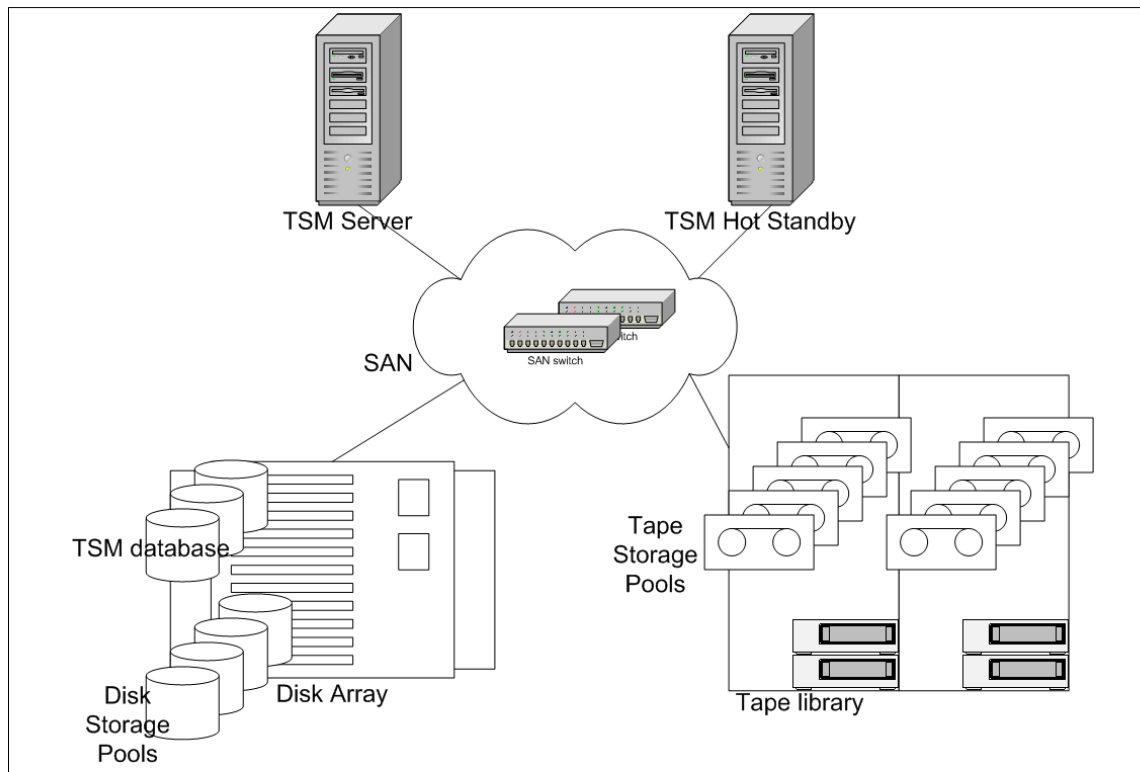 TSM Server
TSM Hot Standby
SAN
itch
SAN switch
TSM database
Tape
Storage
Pools
Disk
Storage
Pools
Disk Array
Tape library